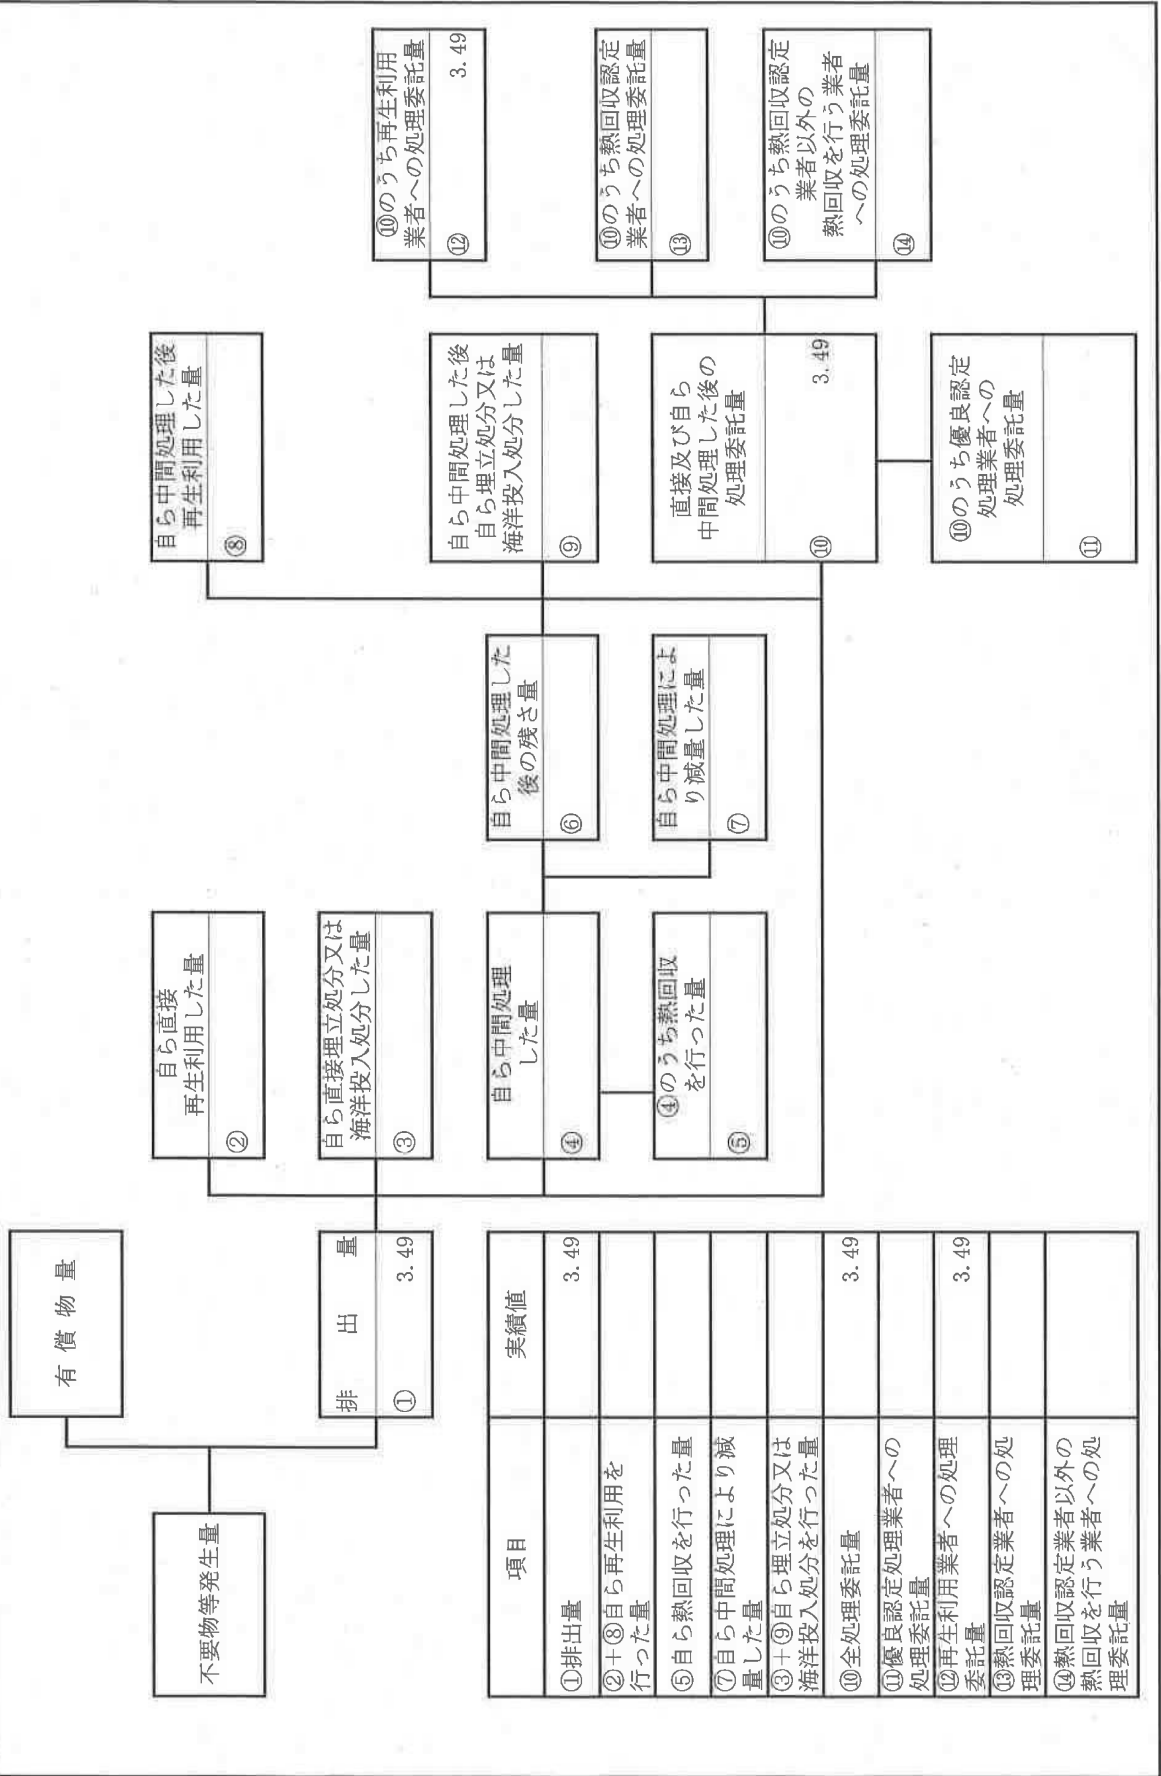 有償物量
不要物等発生量
排出量
① 3.49
自ら直接
再生利用した量
②
自ら直接埋立処分又は
海洋投入処分した量
③
自ら中間処理
した量
④
④のうち熱回収
を行った量
⑤
自ら中間処理した
後の残さ量
⑥
自ら中間処理によ
り減量した量
⑦
自ら中間処理した後
再生利用した量
⑧
自ら中間処理した後
自ら埋立処分又は
海洋投入処分した量
⑨
直接及び自ら
中間処理した後の
処理委託量
⑩ 3.49
⑩のうち優良認定
処理業者への
処理委託量
⑪
⑩のうち再生利用
業者への処理委託量
⑫ 3.49
⑩のうち熱回収認定
業者への処理委託量
⑬
⑩のうち熱回収認定
業者以外の
熱回収を行う業者
への処理委託量
⑭
項目 実績値
①排出量 3.49
②+⑧自ら再生利用を
行った量
⑤自ら熱回収を行った量
⑦自ら中間処理により減
量した量
③+⑨自ら埋立処分又は
海洋投入処分を行った量
⑩全処理委託量 3.49
⑪優良認定処理業者への
処理委託量
⑫再生利用業者への処理
委託量 3.49
⑬熱回収認定業者への処
理委託量
⑭熱回収認定業者以外の
熱回収を行う業者への処
理委託量